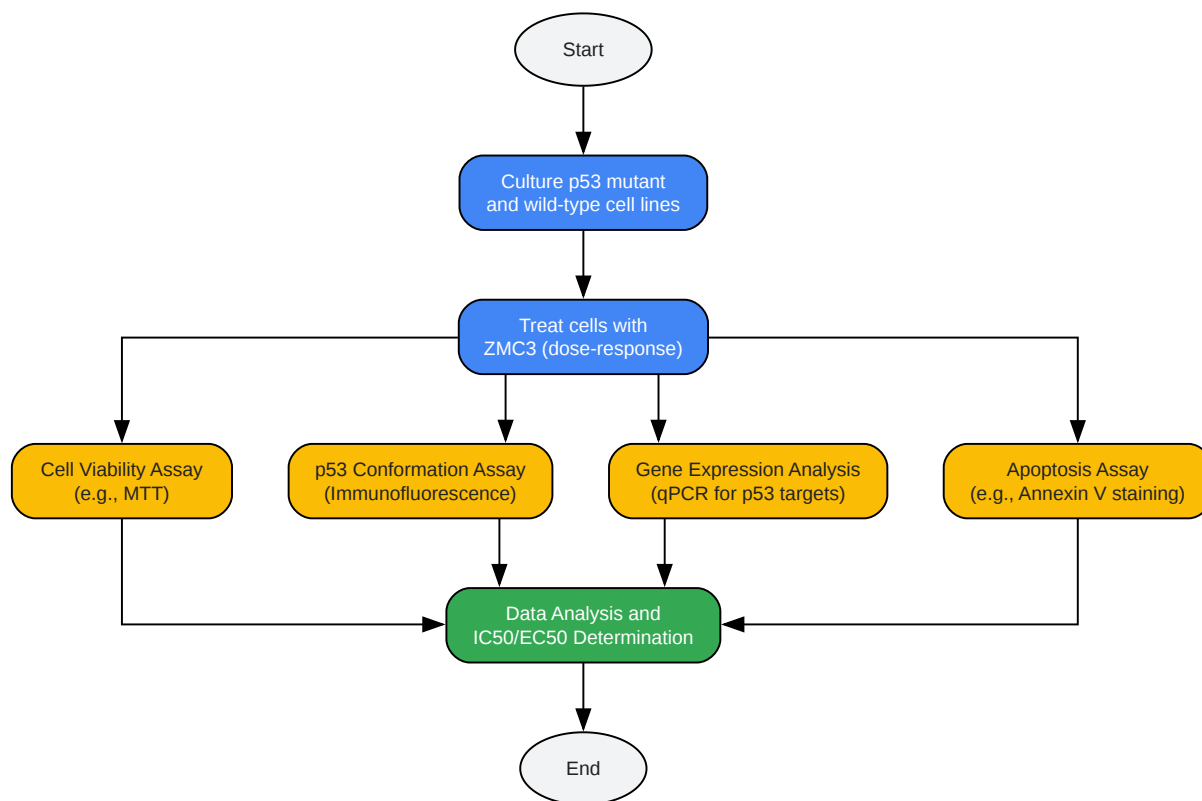 Start
Culture p53 mutant
and wild-type cell lines
Treat cells with
ZMC3 (dose-response)
Cell Viability Assay
(e.g., MTT)
p53 Conformation Assay
(Immunofluorescence)
Gene Expression Analysis
(qPCR for p53 targets)
Apoptosis Assay
(e.g., Annexin V staining)
Data Analysis and
IC50/EC50 Determination
End